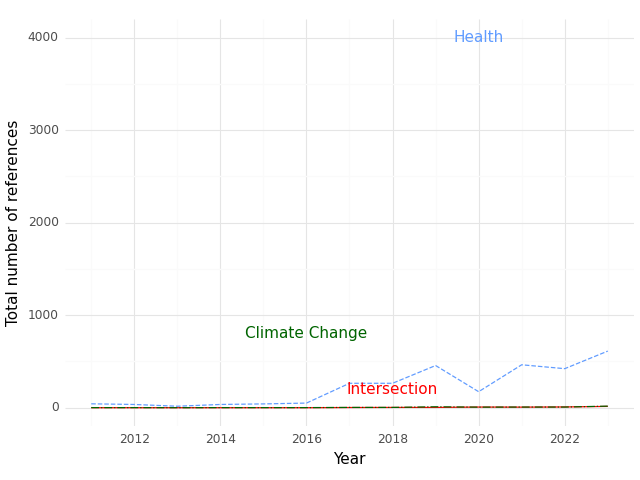 4000
Health
3000
2000
1000
Climate Change
Intersection
0
2012
2014
2016
2018
2020
2022
Year
Total number of references